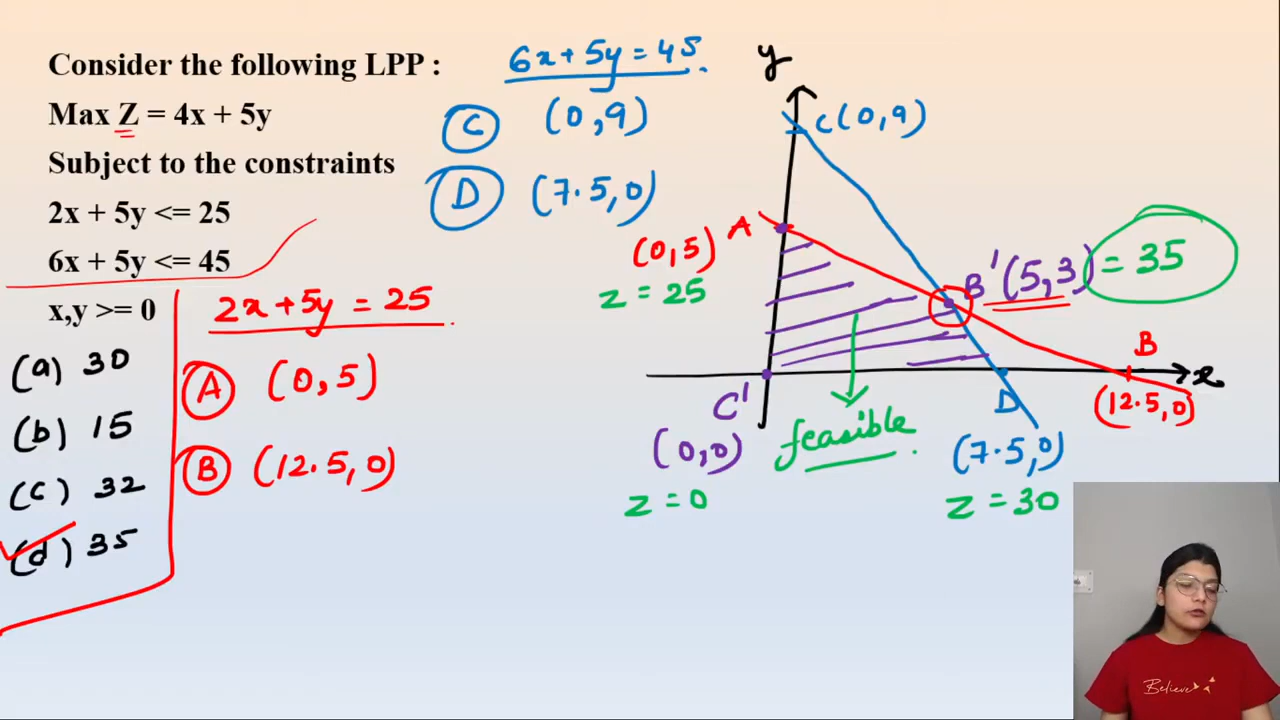 Consider the following LPP :
Max Z = 4x + 5y
Subject to the constraints
2x + 5y <= 25
6x + 5y <= 45
x,y >= 0
(a) 30
(b) 15
(c) 32
(d) 35
2x+5y = 25
A (0,5)
B (12.5,0)
6x+5y=45
C (0,9)
D (7.5,0)
y
C(0,9)
A
(0,5)
z = 25
B'(5,3) = 35
B
(12.5,0)
x
D
(7.5,0)
z = 30
C'
(0,0)
z = 0
feasible
Believe